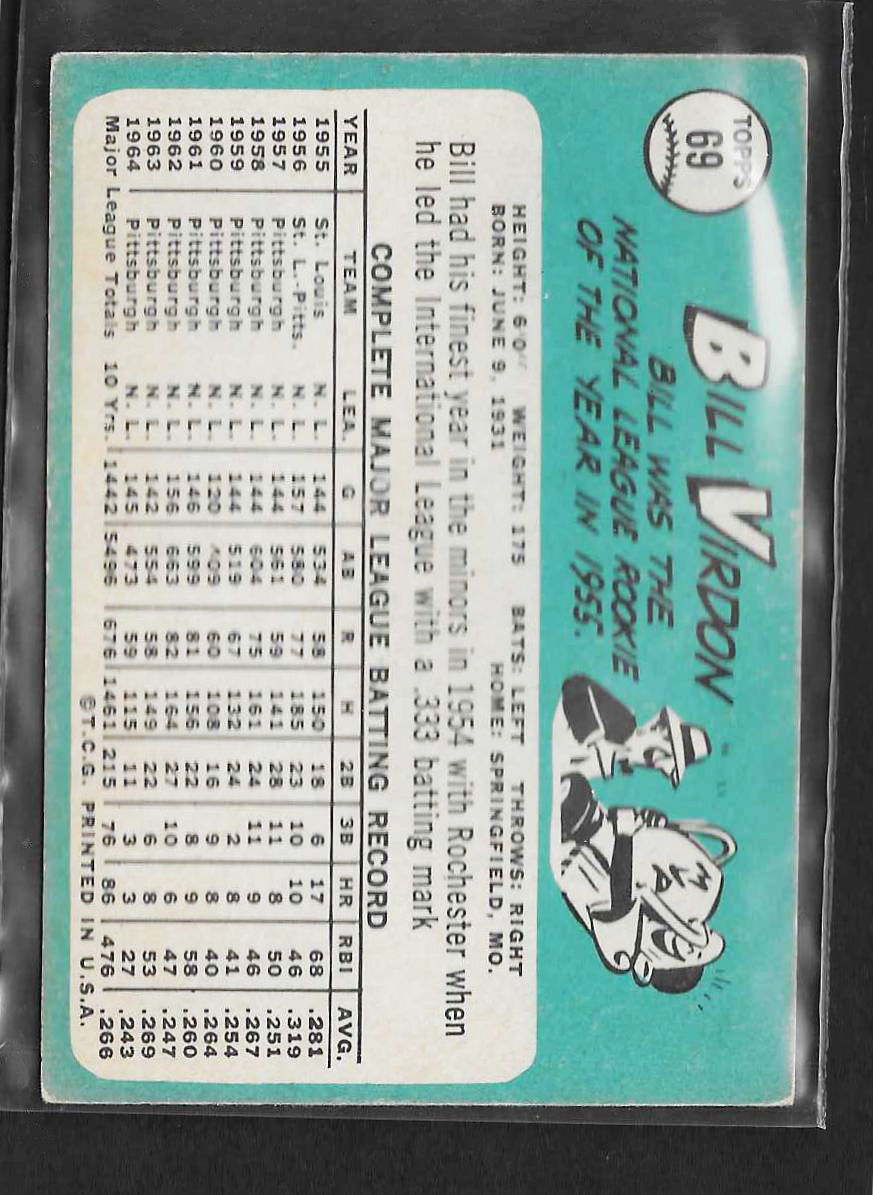 TOPPS
69
BILL VIRDON
BILL WAS THE
NATIONAL LEAGUE ROOKIE
OF THE YEAR IN 1955.
HEIGHT: 6'0" WEIGHT: 175 BATS: LEFT THROWS: RIGHT
BORN: JUNE 9, 1931 HOME: SPRINGFIELD, MO.
Bill had his finest year in the minors in 1954 with Rochester when
he led the International League with a .333 batting mark
COMPLETE MAJOR LEAGUE BATTING RECORD
YEAR TEAM LEA. G AB R H 2B 3B HR RBI AVG.
1955 St. Louis N. L. 144 534 58 150 18 6 17 68 .281
1956 St. L.-Pitts. N. L. 157 580 77 185 23 10 10 46 .319
1957 Pittsburgh N. L. 144 561 59 141 28 11 8 50 .251
1958 Pittsburgh N. L. 144 604 75 161 24 11 9 46 .267
1959 Pittsburgh N. L. 144 519 67 132 24 2 8 41 .254
1960 Pittsburgh N. L. 120 409 60 108 16 9 8 40 .264
1961 Pittsburgh N. L. 146 599 81 156 22 8 9 58 .260
1962 Pittsburgh N. L. 156 663 82 164 27 10 6 47 .247
1963 Pittsburgh N. L. 142 554 58 149 22 6 8 53 .269
1964 Pittsburgh N. L. 145 473 59 115 11 3 3 27 .243
Major League Totals 10 Yrs. 1442 5496 676 1461 215 76 86 476 .266
©T.C.G. PRINTED IN U.S.A.